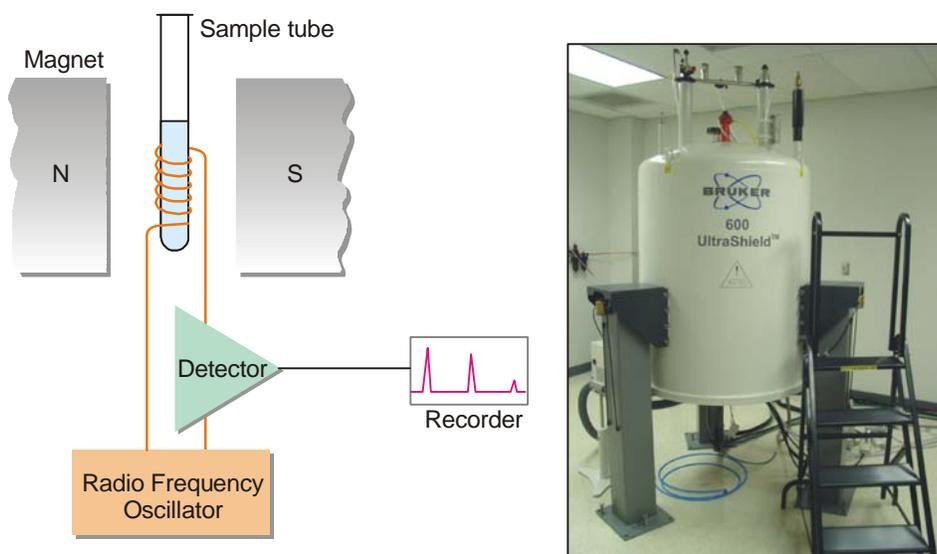 Sample tube
Magnet
N
S
Detector
Recorder
Radio Frequency
Oscillator
BRUKER
600
UltraShield™